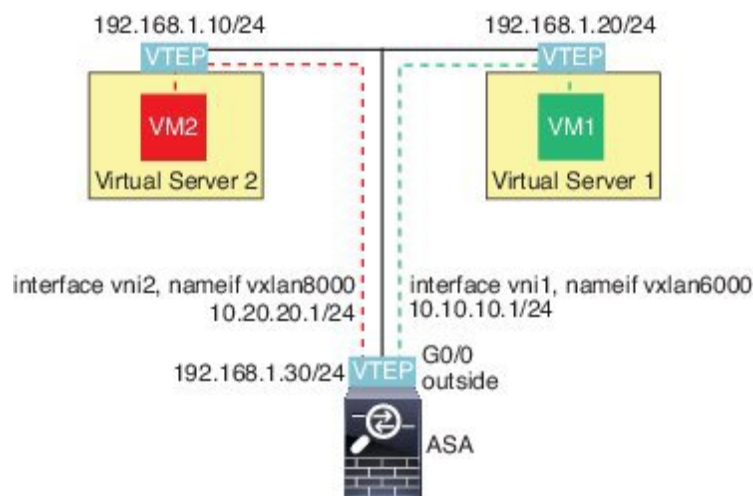 192.168.1.10/24
192.168.1.20/24
VTEP
VTEP
VM2
VM1
Virtual Server 2
Virtual Server 1
interface vni2, nameif vxlan8000
10.20.20.1/24
interface vni1, nameif vxlan6000
10.10.10.1/24
192.168.1.30/24
VTEP
G0/0
outside
ASA